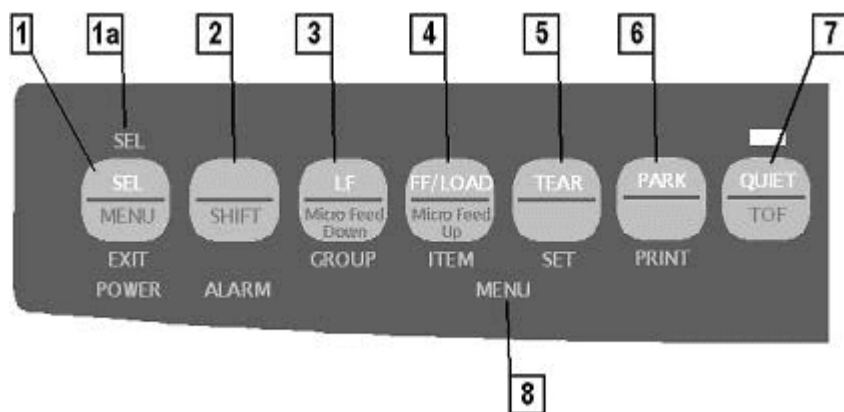 1 1a 2 3 4 5 6 7
SEL
SEL LF FF/LOAD TEAR PARK QUIET
MENU SHIFT Micro Feed Down Micro Feed Up TOF
EXIT GROUP ITEM SET PRINT
POWER ALARM MENU
8